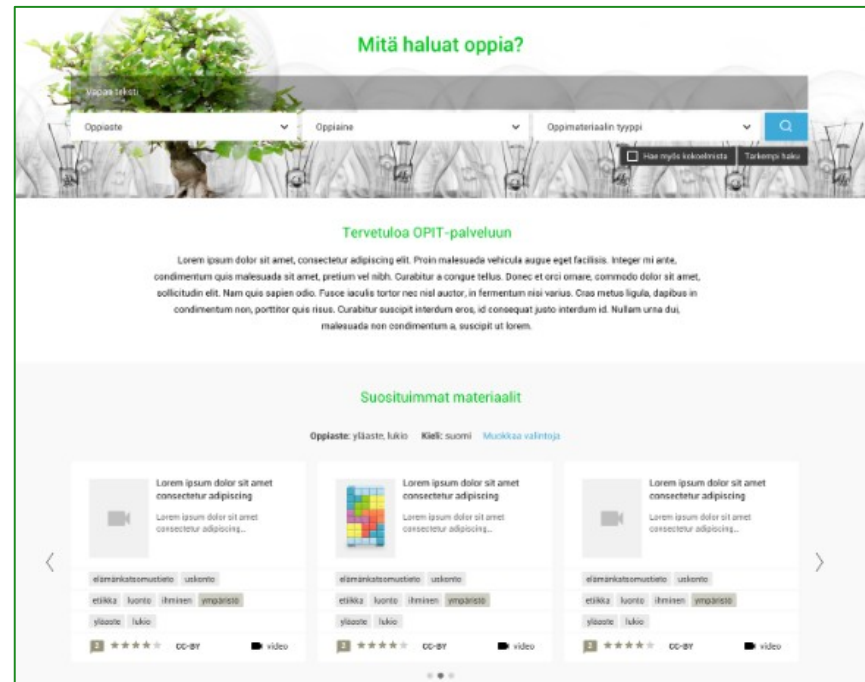 Mitä haluat oppia?
Vapaa teksti
Oppiaste
Oppiaine
Oppimateriaalin tyyppi
Hae myös kokoelmista
Tarkempi haku
Tervetuloa OPIT-palveluun
Lorem ipsum dolor sit amet, consectetur adipiscing elit. Proin malesuada vehicula augue eget facilisis. Integer mi ante,
condimentum quis malesuada sit amet, pretium vel nibh. Curabitur a congue tellus. Donec et orci ornare, commodo dolor sit amet,
sollicitudin elit. Nam quis sapien odio. Fusce iaculis tortor nec nisl auctor, in fermentum nisi varius. Cras metus ligula, dapibus in
condimentum non, porttitor quis risus. Curabitur suscipit interdum eros, id consequat justo interdum id. Nullam urna dui,
malesuada non condimentum a, suscipit ut lorem.
Suosituimmat materiaalit
Oppiaste: yläaste, lukio Kieli: suomi Muokkaa valintoja
Lorem ipsum dolor sit amet
consectetur adipiscing
Lorem ipsum dolor sit amet
consectetur adipiscing...
elämänkatsomustieto uskonto
etiikka luonto ihminen ympäristö
yläaste lukio
2 CC-BY video
Lorem ipsum dolor sit amet
consectetur adipiscing
Lorem ipsum dolor sit amet
consectetur adipiscing...
elämänkatsomustieto uskonto
etiikka luonto ihminen ympäristö
yläaste lukio
2 CC-BY video
Lorem ipsum dolor sit amet
consectetur adipiscing
Lorem ipsum dolor sit amet
consectetur adipiscing...
elämänkatsomustieto uskonto
etiikka luonto ihminen ympäristö
yläaste lukio
2 CC-BY video